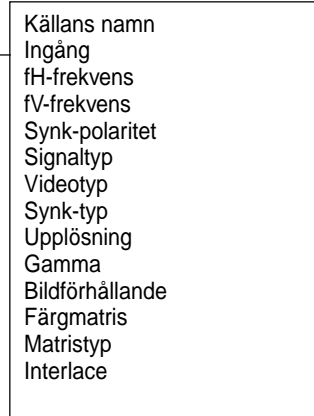 Källans namn
Ingång
fH-frekvens
fV-frekvens
Synk-polaritet
Signaltyp
Videotyp
Synk-typ
Upplösning
Gamma
Bildförhållande
Färgmatris
Matristyp
Interlace